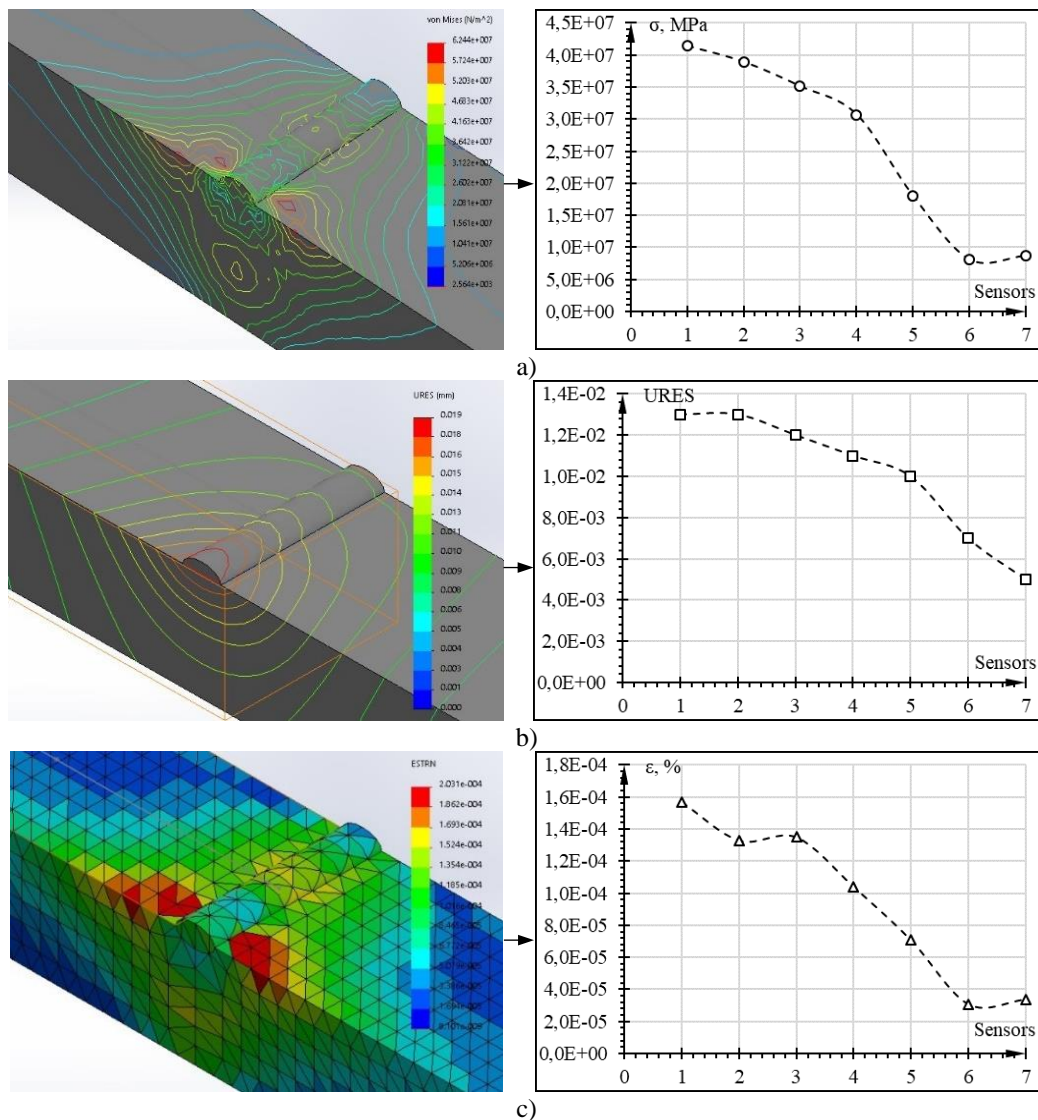 von Mises (N/m^2)
6.244e+007
5.724e+007
5.203e+007
4.683e+007
4.163e+007
3.642e+007
3.122e+007
2.602e+007
2.081e+007
1.561e+007
1.041e+007
5.206e+006
2.564e+003
4,5E+07
4,0E+07
3,5E+07
3,0E+07
2,5E+07
2,0E+07
1,5E+07
1,0E+07
5,0E+06
0,0E+00
σ, MPa
Sensors
0 1 2 3 4 5 6 7
a)
URES (mm)
0.019
0.018
0.016
0.015
0.014
0.013
0.011
0.010
0.009
0.008
0.006
0.005
0.004
0.003
0.001
0.000
1,4E-02
1,2E-02
1,0E-02
8,0E-03
6,0E-03
4,0E-03
0,0E+00
URES
Sensors
0 1 2 3 4 5 6 7
b)
ESTRN
2.031e-004
1.862e-004
1.693e-004
1.524e-004
1.354e-004
1.185e-004
1,8E-04
1,6E-04
1,4E-04
1,2E-04
1,0E-04
8,0E-05
6,0E-05
4,0E-05
2,0E-05
0,0E+00
ε, %
Sensors
0 1 2 3 4 5 6 7
c)